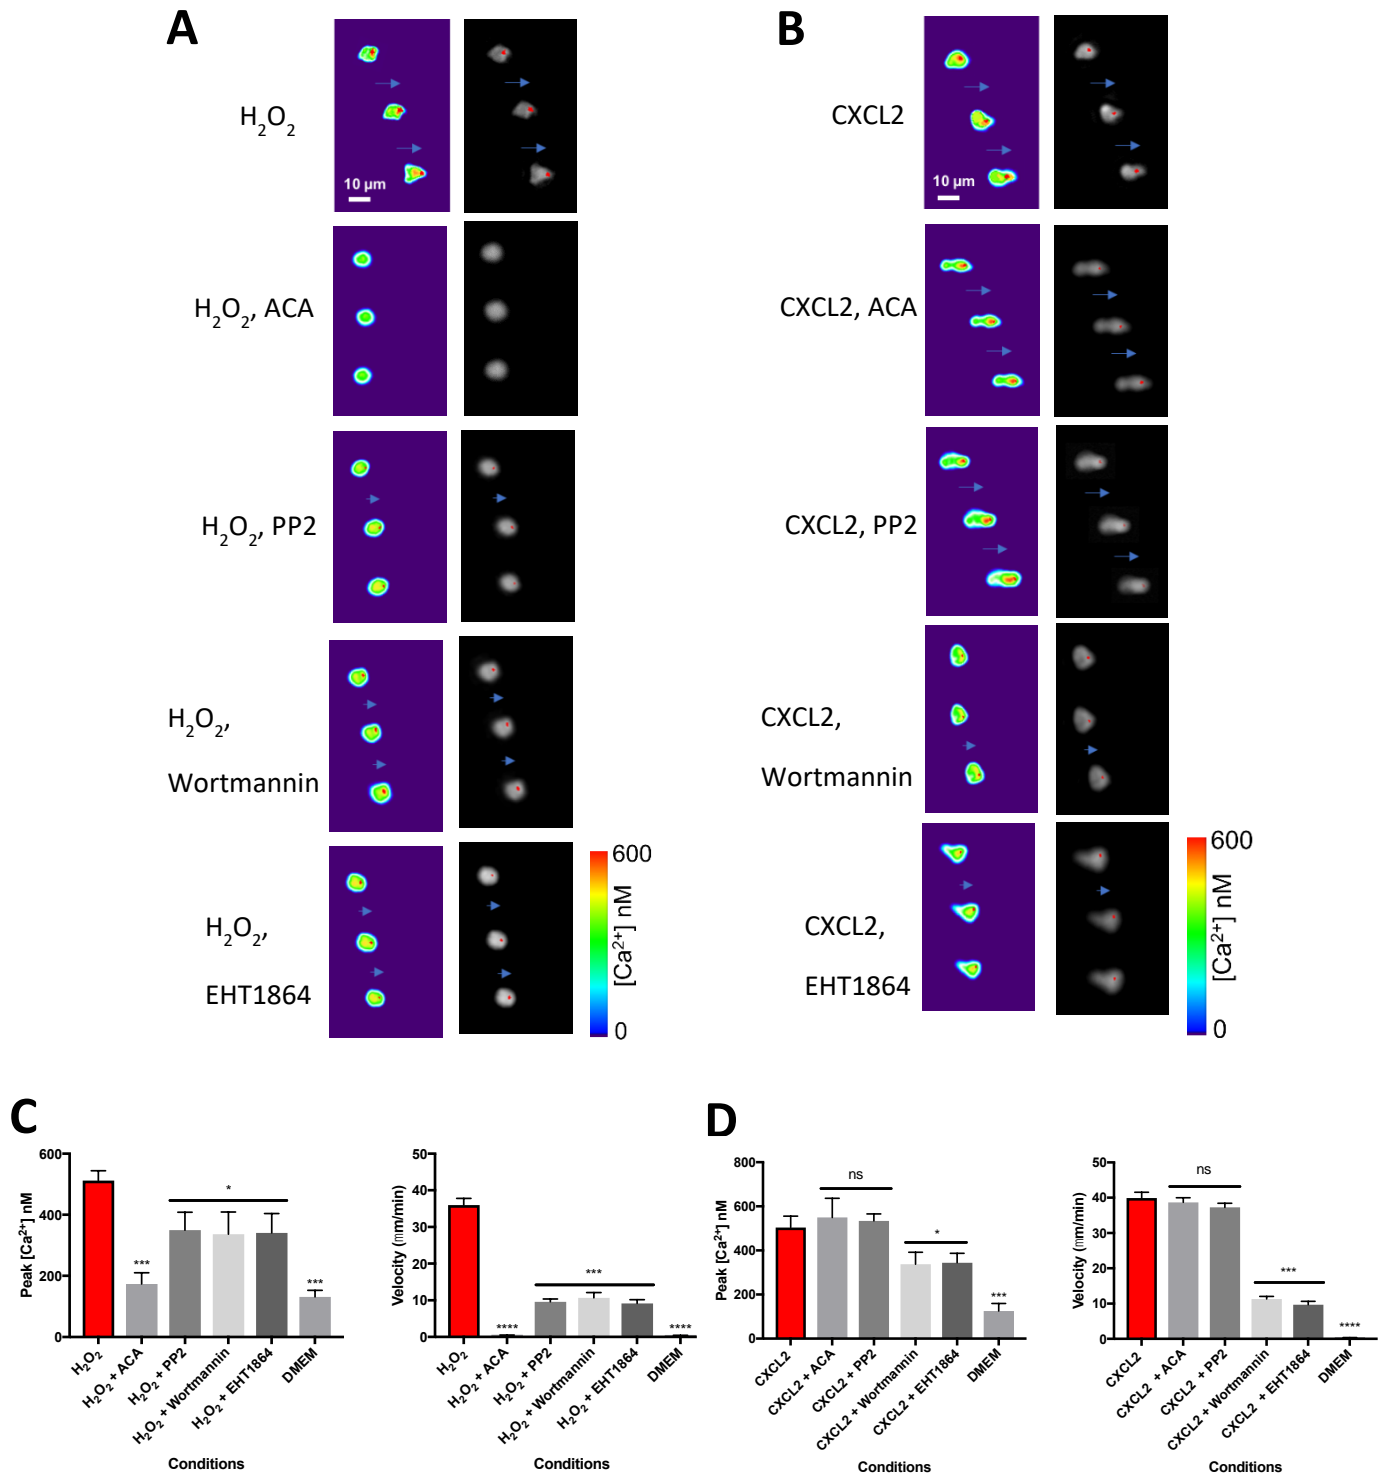 A
B
H₂O₂
10 µm
CXCL2
10 µm
H₂O₂, ACA
CXCL2, ACA
H₂O₂, PP2
CXCL2, PP2
H₂O₂,
Wortmannin
CXCL2,
Wortmannin
H₂O₂,
EHT1864
600
[Ca²⁺] nM
0
CXCL2,
EHT1864
600
[Ca²⁺] nM
0
C
Peak [Ca²⁺] nM
600
400
200
0
***
*
***
H₂O₂
H₂O₂ + ACA
H₂O₂ + PP2
H₂O₂ + Wortmannin
H₂O₂ + EHT1864
DMEM
Conditions
Velocity (mm/min)
50
40
30
20
10
0
****
***
****
H₂O₂
H₂O₂ + ACA
H₂O₂ + PP2
H₂O₂ + Wortmannin
H₂O₂ + EHT1864
DMEM
Conditions
D
Peak [Ca²⁺] nM
800
600
400
200
0
ns
*
***
CXCL2
CXCL2 + ACA
CXCL2 + PP2
CXCL2 + Wortmannin
CXCL2 + EHT1864
DMEM
Conditions
Velocity (mm/min)
50
40
30
20
10
0
ns
***
****
CXCL2
CXCL2 + ACA
CXCL2 + PP2
CXCL2 + Wortmannin
CXCL2 + EHT1864
DMEM
Conditions